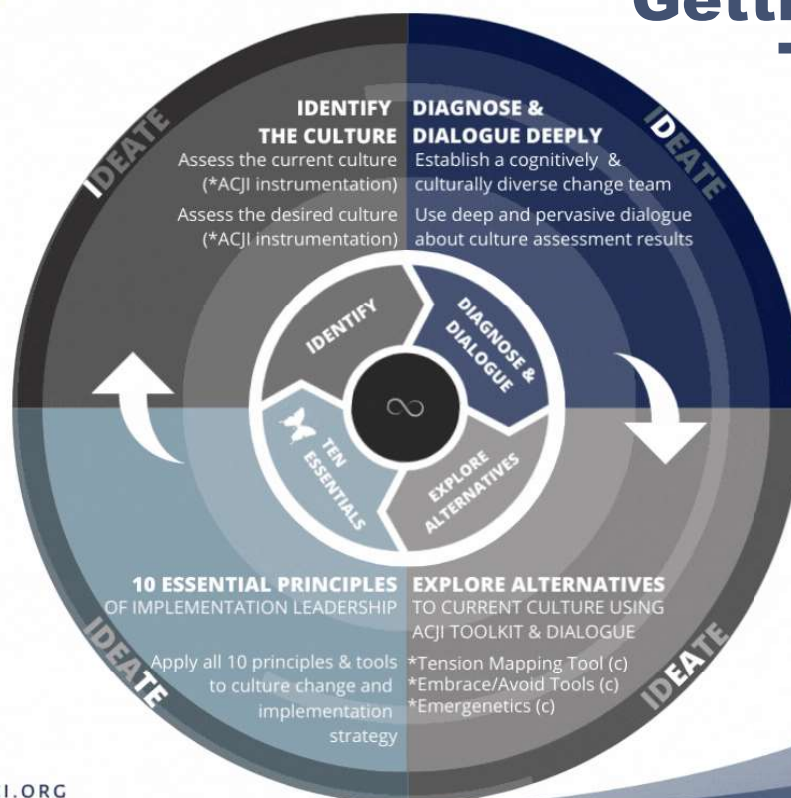 Getti
IDEATE
IDENTIFY
THE CULTURE
Assess the current culture
(*ACJI instrumentation)
Assess the desired culture
(*ACJI instrumentation)
DIAGNOSE &
DIALOGUE DEEPLY
Establish a cognitively &
culturally diverse change team
Use deep and pervasive dialogue
about culture assessment results
IDEATE
IDENTIFY
DIAGNOSE &
DIALOGUE
TEN
ESSENTIALS
EXPLORE
ALTERNATIVES
10 ESSENTIAL PRINCIPLES
OF IMPLEMENTATION LEADERSHIP
Apply all 10 principles & tools
to culture change and
implementation
strategy
IDEATE
EXPLORE ALTERNATIVES
TO CURRENT CULTURE USING
ACJI TOOLKIT & DIALOGUE
*Tension Mapping Tool (c)
*Embrace/Avoid Tools (c)
*Emergenetics (c)
IDEATE
I.ORG